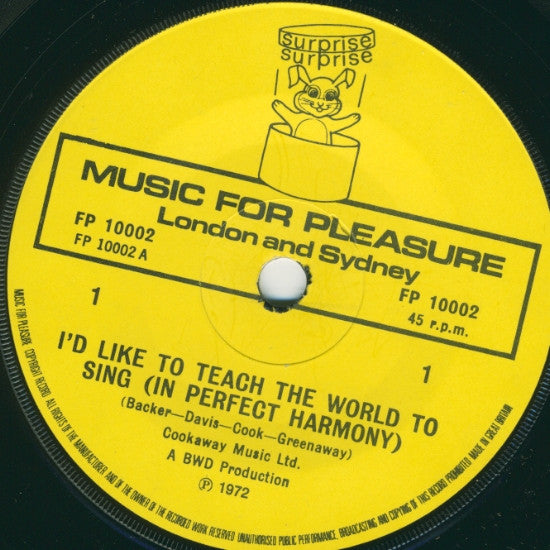 surprise
surprise
MUSIC FOR PLEASURE
London and Sydney
FP 10002
FP 10002 A
FP 10002
45 r.p.m.
1
1
I'D LIKE TO TEACH THE WORLD TO
SING (IN PERFECT HARMONY)
(Backer—Davis—Cook—Greenaway)
Cookaway Music Ltd.
A BWD Production
Ⓟ 1972
MUSIC FOR PLEASURE. COPYRIGHT RECORD. ALL RIGHTS OF THE MANUFACTURER AND OF THE OWNER OF THE RECORDED WORK RESERVED UNAUTHORISED PUBLIC PERFORMANCE, BROADCASTING AND COPYING OF THIS RECORD PROHIBITED MADE IN GREAT BRITAIN